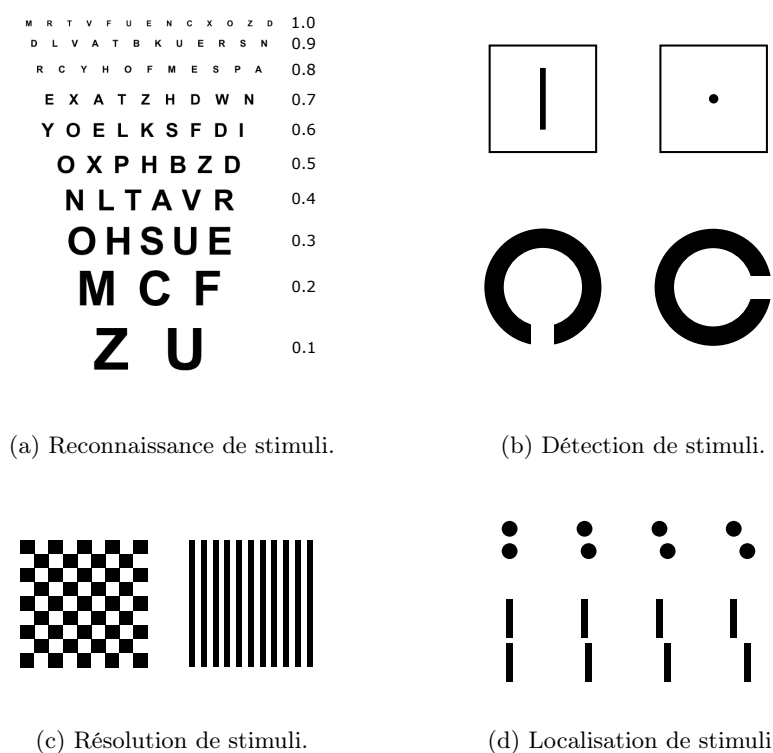 M R T V F U E N C X O Z D 1.0
D L V A T B K U E R S N 0.9
R C Y H O F M E S P A 0.8
E X A T Z H D W N 0.7
Y O E L K S F D I 0.6
O X P H B Z D 0.5
N L T A V R 0.4
O H S U E 0.3
M C F 0.2
Z U 0.1
(a) Reconnaissance de stimuli.
(b) Détection de stimuli.
(c) Résolution de stimuli.
(d) Localisation de stimuli